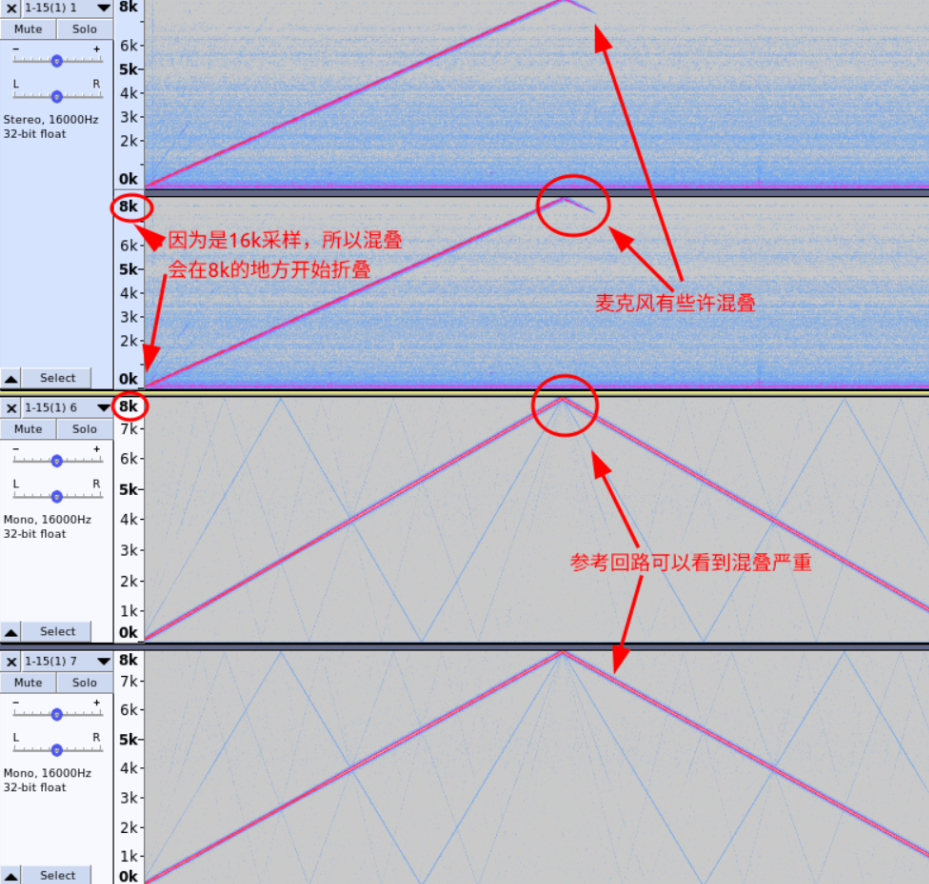 1-15(1) 1
Mute Solo
- +
L R
Stereo, 16000Hz
32-bit float
8k
6k
5k
4k
3k
2k
0k
8k
6k
5k
4k
3k
2k
0k
因为是16k采样，所以混叠
会在8k的地方开始折叠
麦克风有些许混叠
Select
1-15(1) 6
Mute Solo
- +
L R
Mono, 16000Hz
32-bit float
Select
8k
7k
6k
5k
4k
3k
2k
1k
0k
参考回路可以看到混叠严重
1-15(1) 7
Mute Solo
- +
L R
Mono, 16000Hz
32-bit float
Select
8k
7k
6k
5k
4k
3k
2k
1k
0k